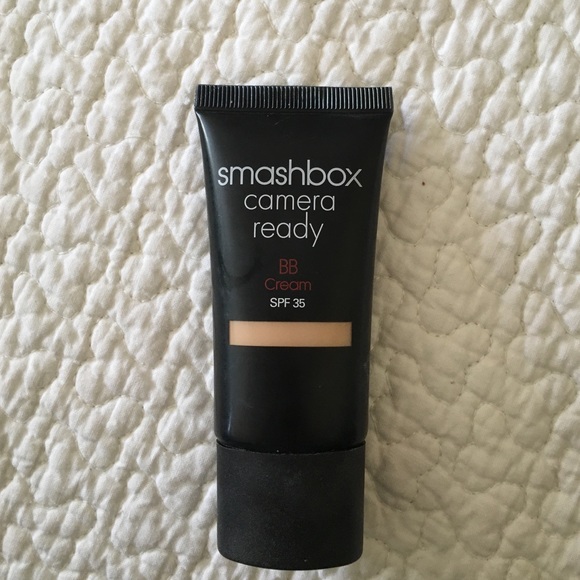 smashbox
camera
ready
BB
Cream
SPF 35